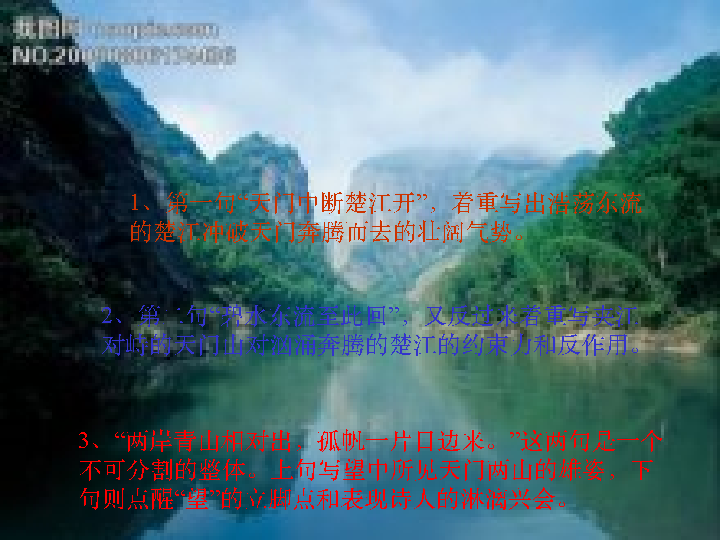 我图网
NO.20
1、第一句“天门中断楚江开”，着重写出浩荡东流
的楚江冲破天门奔腾而去的壮阔气势。
2、第二句“碧水东流至此回”，又反过来着重写夹江
对峙的天门山对汹涌奔腾的楚江的约束力和反作用。
3、“两岸青山相对出，孤帆一片日边来。”这两句是一个
不可分割的整体。上句写望中所见天门两山的雄姿，下
句则点醒“望”的立脚点和表现诗人的淋漓兴会。